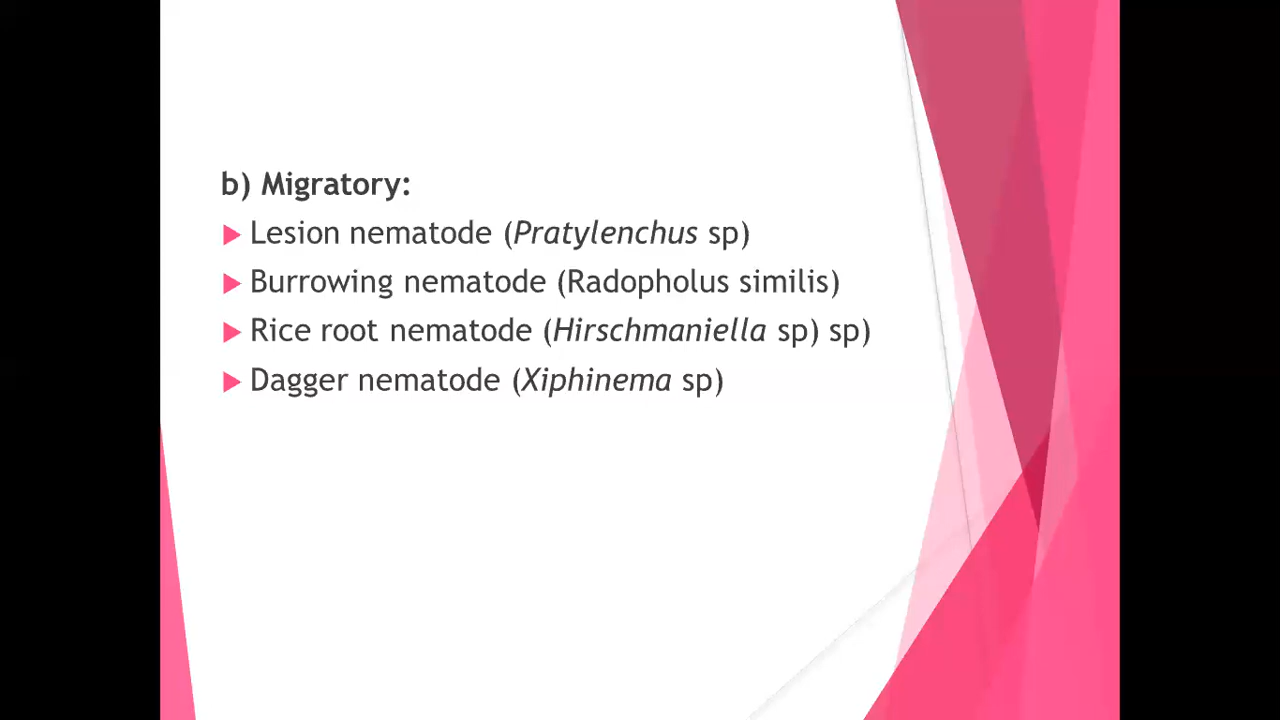 b) Migratory:
Lesion nematode (Pratylenchus sp)
Burrowing nematode (Radopholus similis)
Rice root nematode (Hirschmaniella sp) sp)
Dagger nematode (Xiphinema sp)